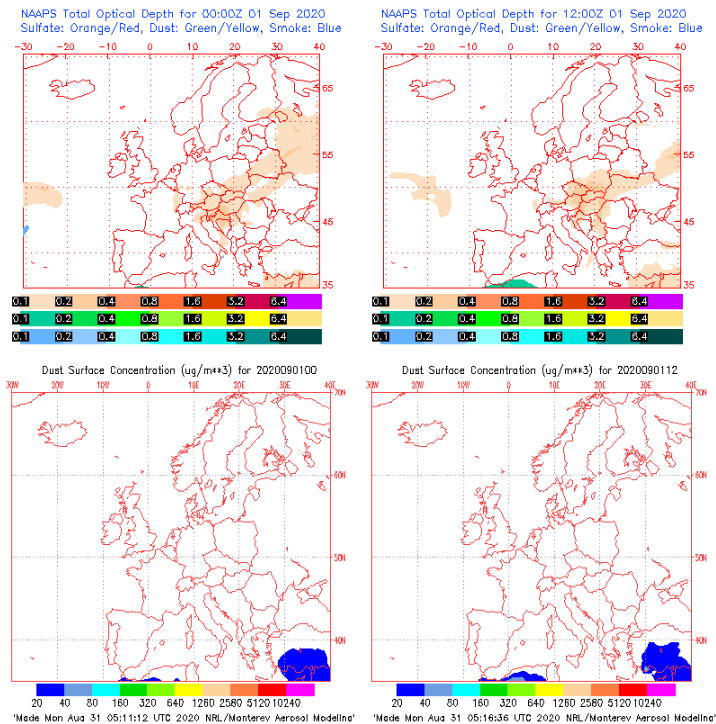 NAAPS Total Optical Depth for 00:00Z 01 Sep 2020
Sulfate: Orange/Red, Dust: Green/Yellow, Smoke: Blue
-30 -20 -10 0 10 20 30 40
65
55
45
35
0.1 0.2 0.4 0.8 1.6 3.2 6.4
0.1 0.2 0.4 0.8 1.6 3.2 6.4
0.1 0.2 0.4 0.8 1.6 3.2 6.4
NAAPS Total Optical Depth for 12:00Z 01 Sep 2020
Sulfate: Orange/Red, Dust: Green/Yellow, Smoke: Blue
-30 -20 -10 0 10 20 30 40
65
55
45
35
0.1 0.2 0.4 0.8 1.6 3.2 6.4
0.1 0.2 0.4 0.8 1.6 3.2 6.4
0.1 0.2 0.4 0.8 1.6 3.2 6.4
Dust Surface Concentration (ug/m**3) for 2020090100
30W 20W 10W 0 10E 20E 30E 40E
70N
60N
50N
40N
20 40 80 160 320 640 1280 2580 5120 10240
'Made Mon Aug 31 05:11:12 UTC 2020 NRL/Monterey Aerosol Modeling'
Dust Surface Concentration (ug/m**3) for 2020090112
30W 20W 10W 0 10E 20E 30E 40E
70N
60N
50N
40N
20 40 80 160 320 640 1280 2580 5120 10240
'Made Mon Aug 31 05:16:36 UTC 2020 NRL/Monterey Aerosol Modeling'